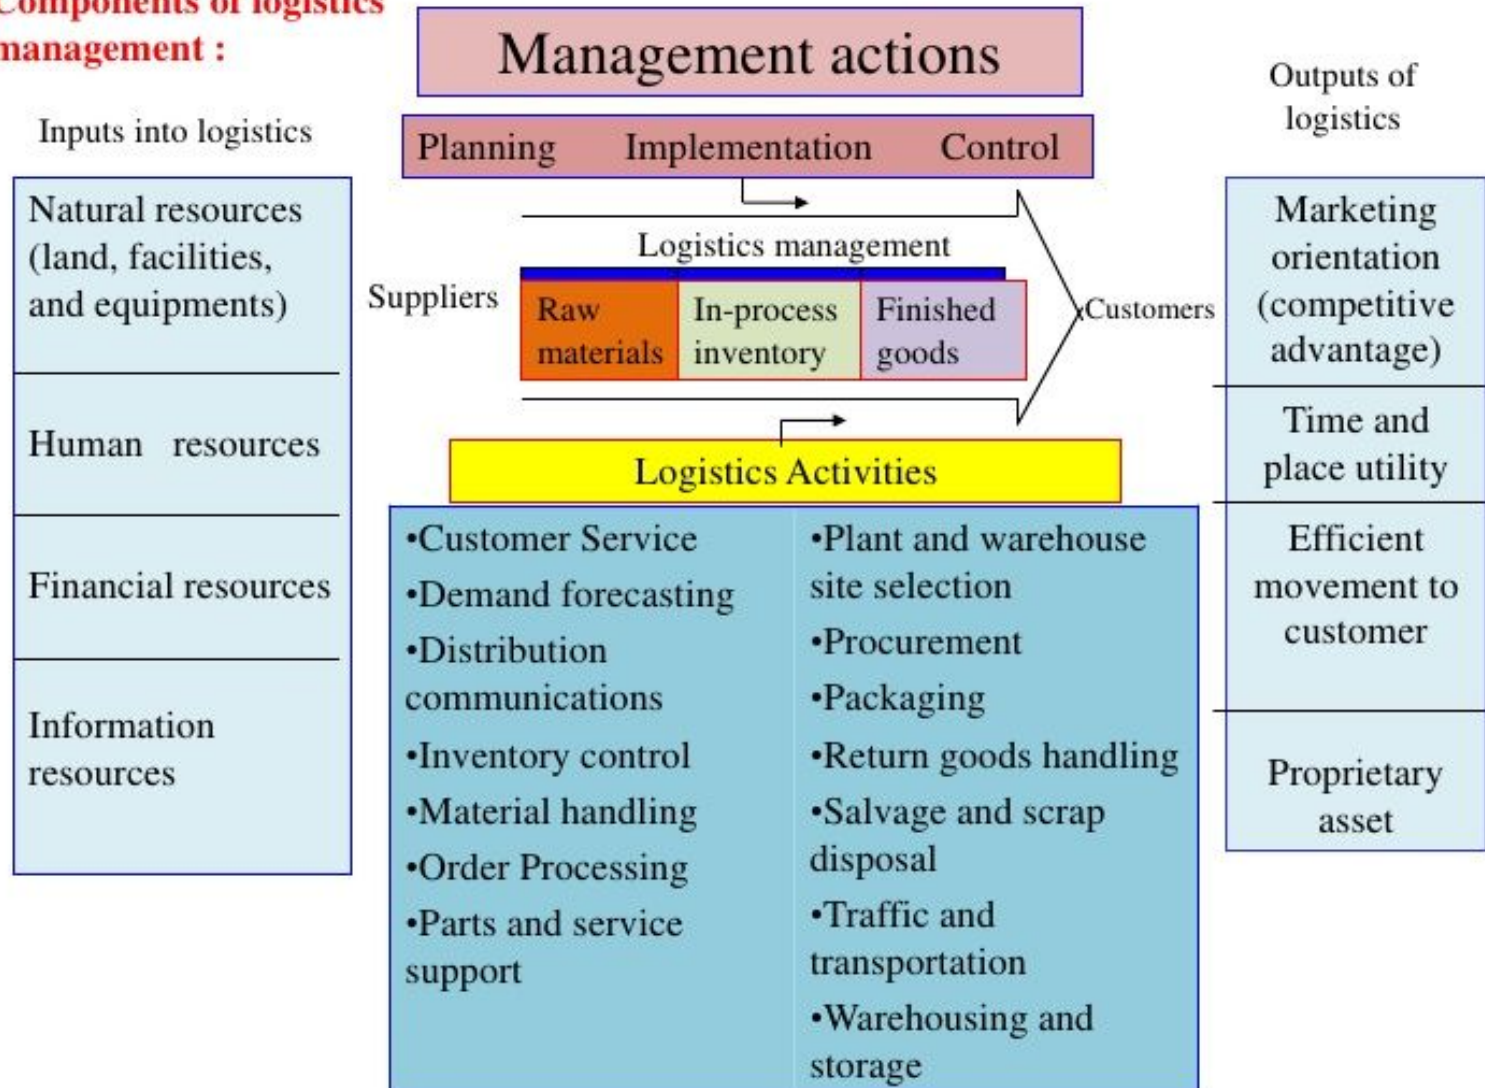 Components of logistics
management :
Management actions
Planning Implementation Control
Inputs into logistics
Natural resources
(land, facilities,
and equipments)
Human resources
Financial resources
Information
resources
Suppliers
Logistics management
Raw
materials
In-process
inventory
Finished
goods
Customers
Logistics Activities
•Customer Service
•Demand forecasting
•Distribution
communications
•Inventory control
•Material handling
•Order Processing
•Parts and service
support
•Plant and warehouse
site selection
•Procurement
•Packaging
•Return goods handling
•Salvage and scrap
disposal
•Traffic and
transportation
•Warehousing and
storage
Outputs of
logistics
Marketing
orientation
(competitive
advantage)
Time and
place utility
Efficient
movement to
customer
Proprietary
asset